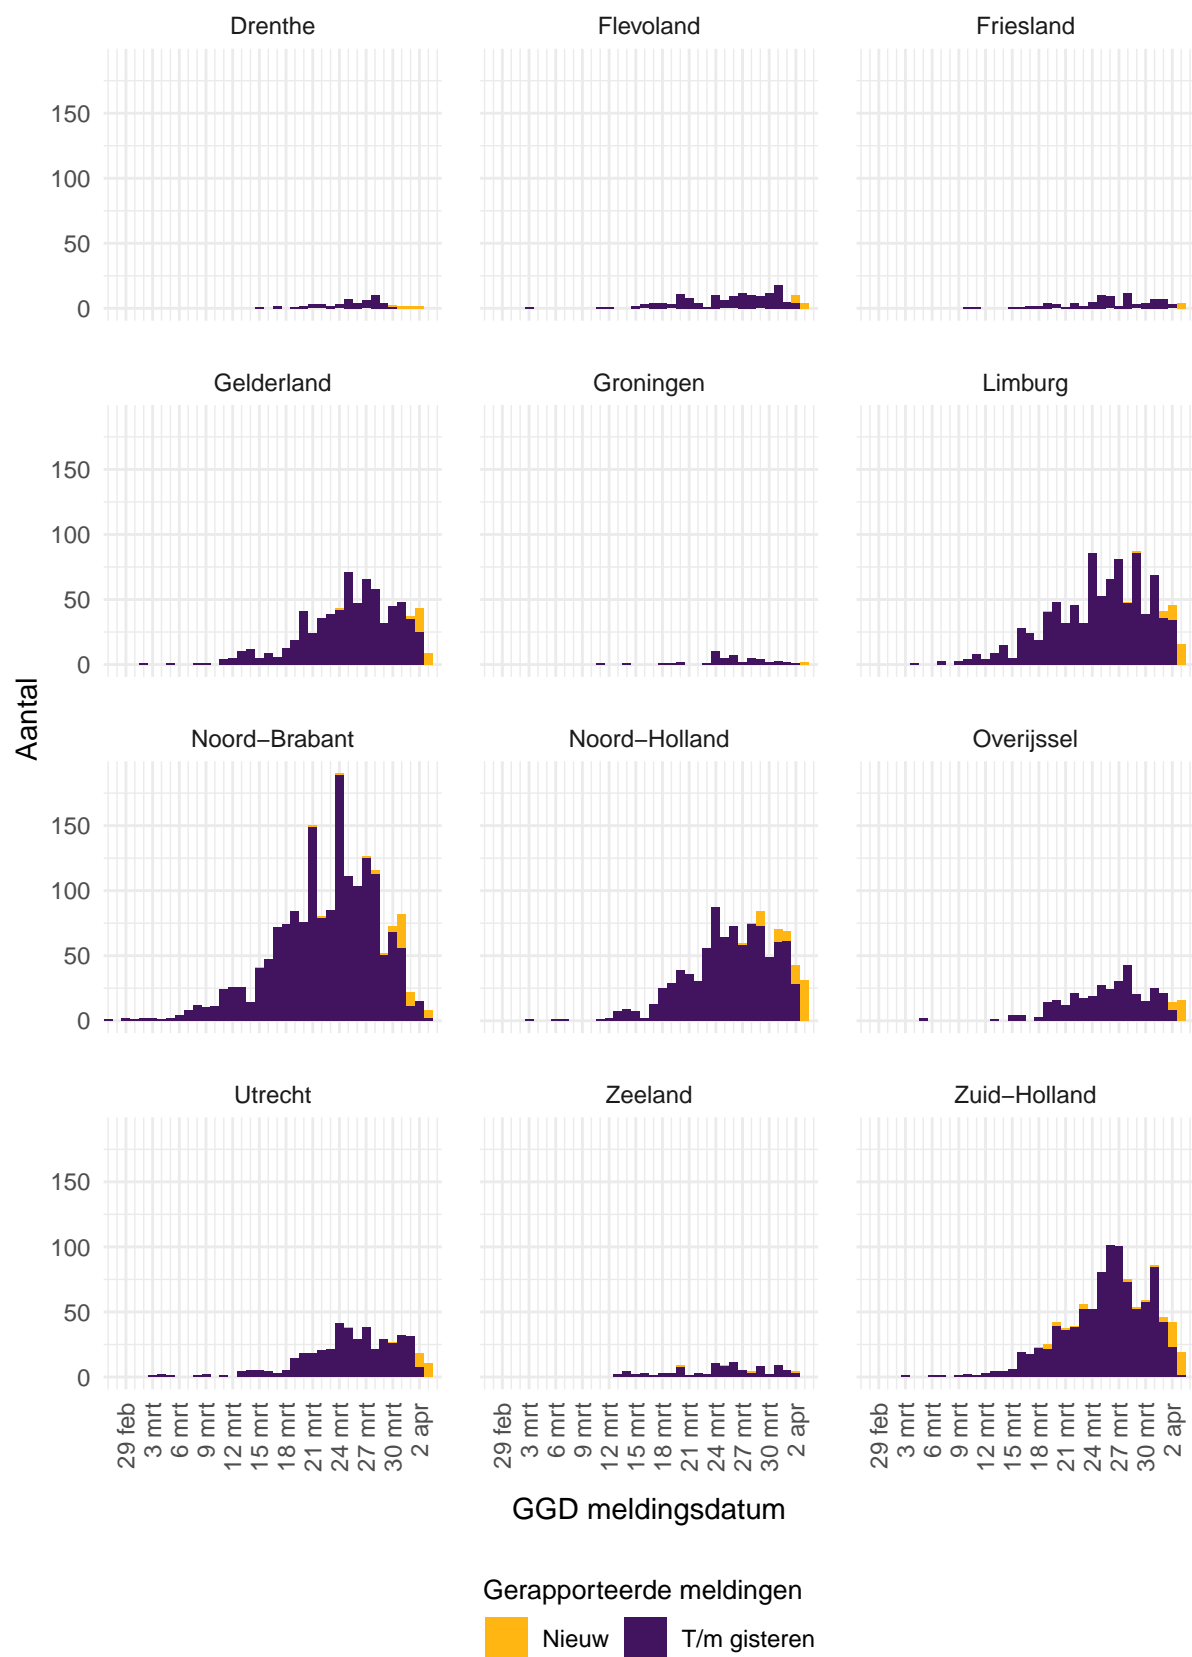 Drenthe Flevoland Friesland
150
100
50
0
Gelderland Groningen Limburg
150
100
50
0
Aantal
Noord−Brabant Noord−Holland Overijssel
150
100
50
0
Utrecht Zeeland Zuid−Holland
150
100
50
0
29 feb 3 mrt 6 mrt 9 mrt 12 mrt 15 mrt 18 mrt 21 mrt 24 mrt 27 mrt 30 mrt 2 apr
29 feb 3 mrt 6 mrt 9 mrt 12 mrt 15 mrt 18 mrt 21 mrt 24 mrt 27 mrt 30 mrt 2 apr
29 feb 3 mrt 6 mrt 9 mrt 12 mrt 15 mrt 18 mrt 21 mrt 24 mrt 27 mrt 30 mrt 2 apr
GGD meldingsdatum
Gerapporteerde meldingen
Nieuw T/m gisteren